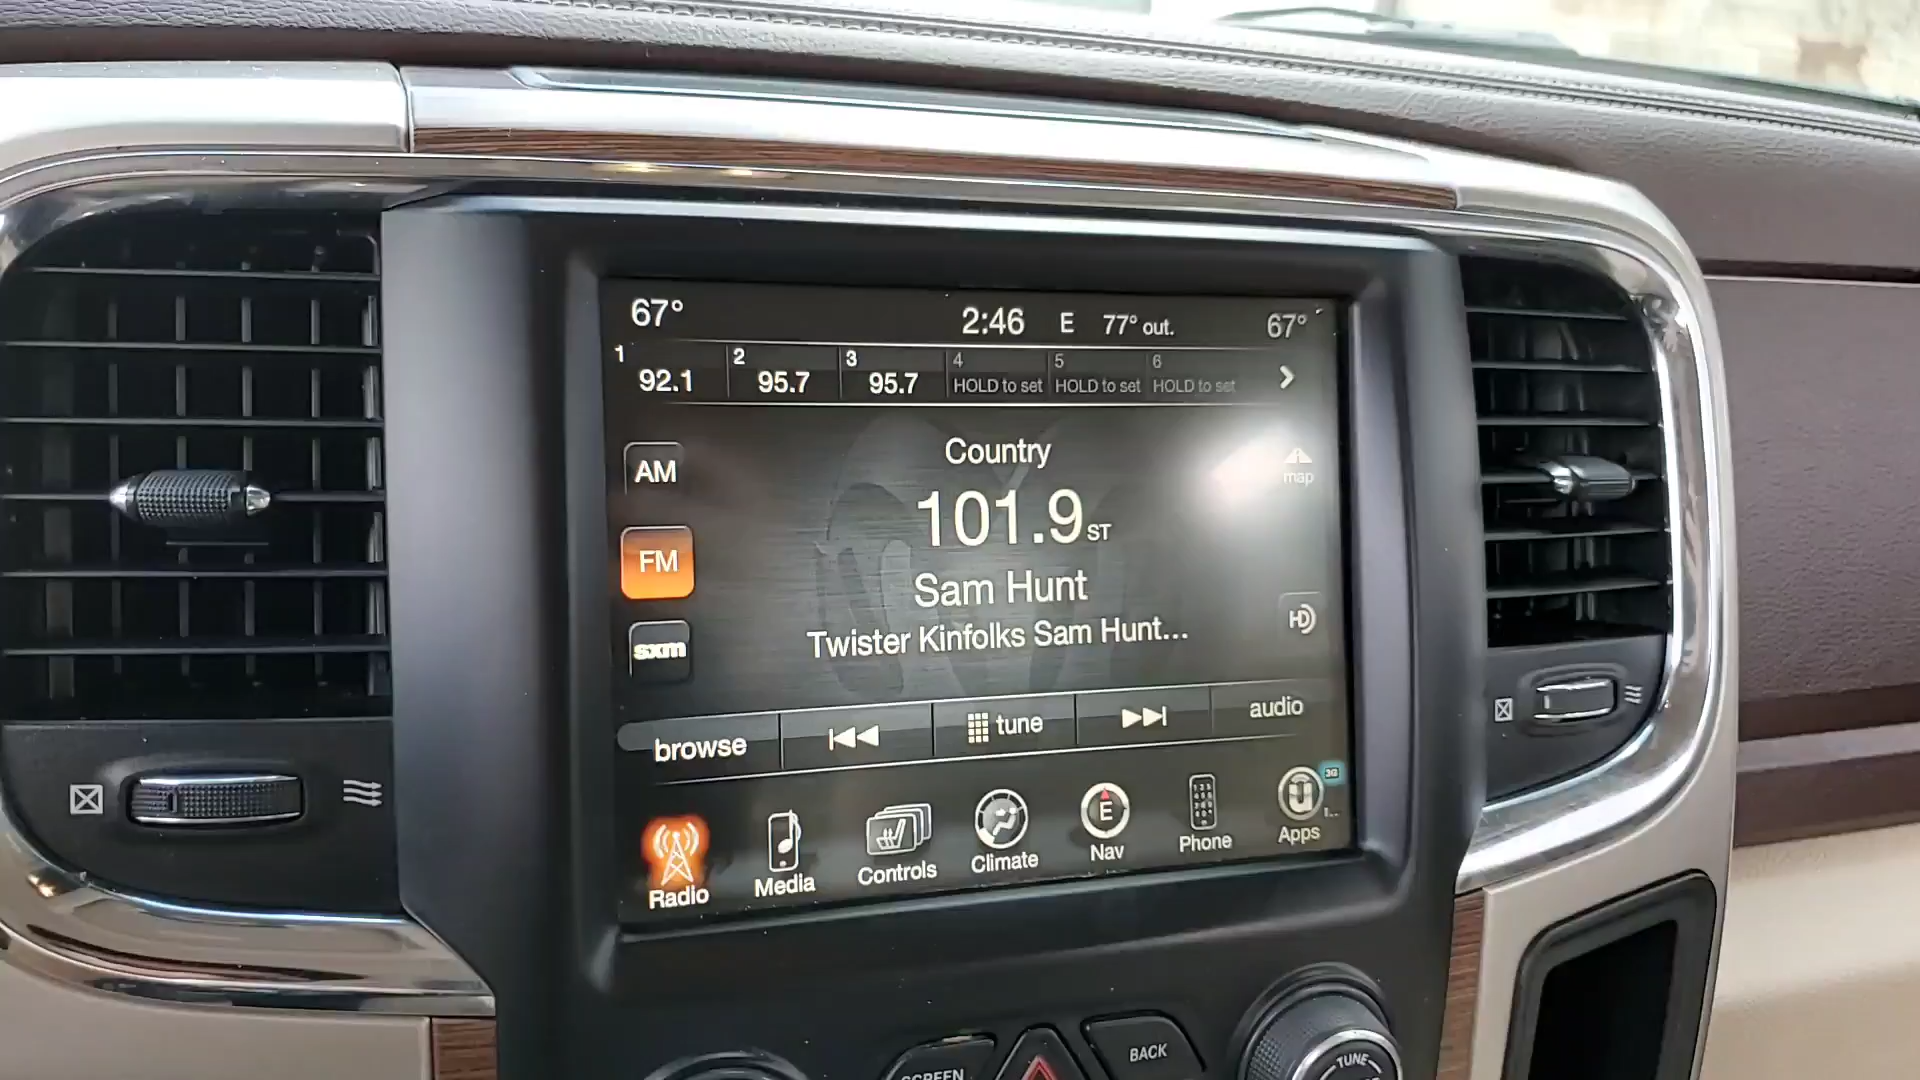 67° 2:46 E 77° out. 67°
1 2 3 4 5 6
92.1 95.7 95.7 HOLD to set HOLD to set HOLD to set
Country
AM map
101.9 ST
FM
Sam Hunt
HD
Twister Kinfolks Sam Hunt...
sxm
browse tune audio
3G
E
Radio Media Controls Climate Nav Phone Apps
SCREEN BACK TUNE